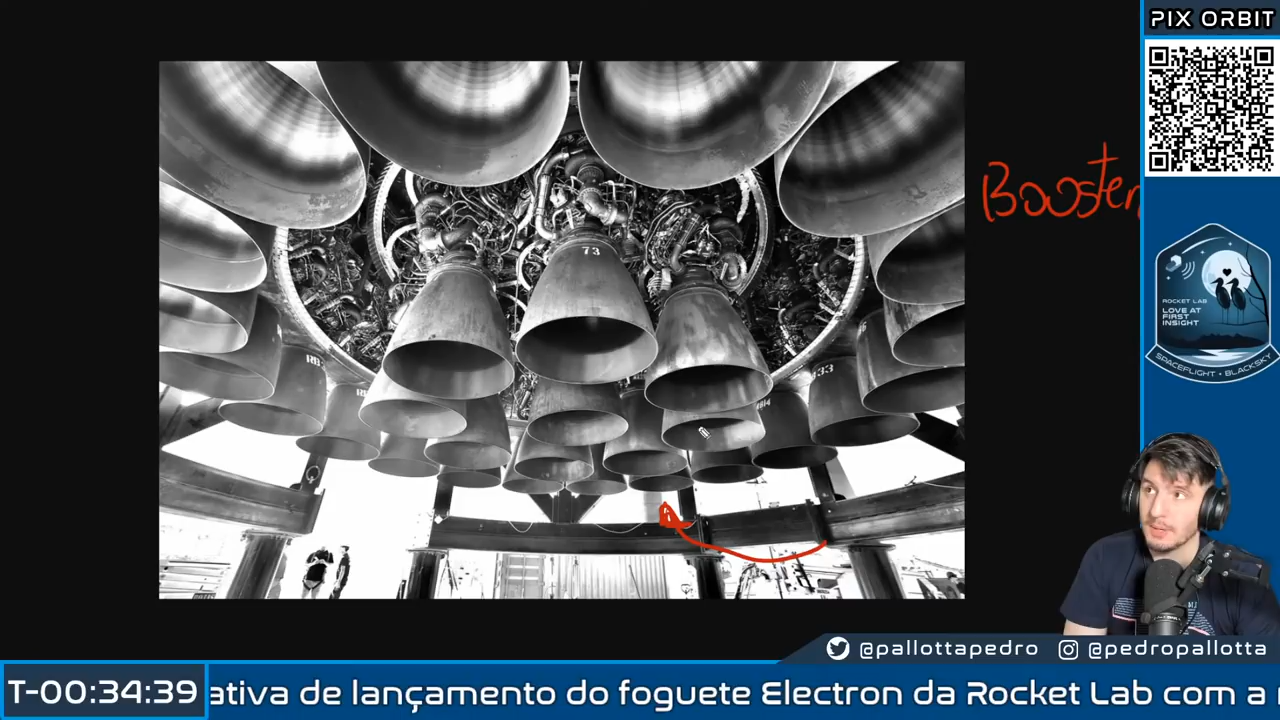 PIX ORBIT
Booster
73
ROCKET LAB
LOVE AT
FIRST
INSIGHT
SPACEFLIGHT • BLACKSKY
@pallottapedro
@pedropallotta
T-00:34:39
ativa de lançamento do foguete Electron da Rocket Lab com a